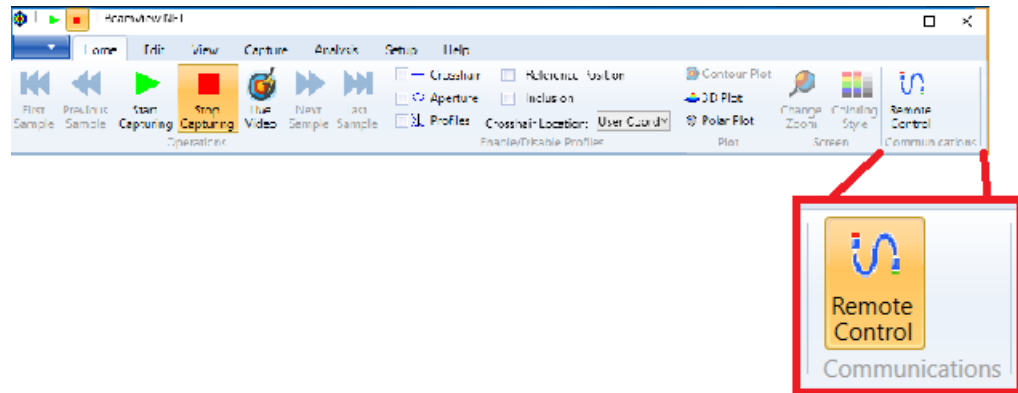 BeamView NET
Home Edit View Capture Analysis Setup Help
First Sample
Previous Sample
Start Capturing
Stop Capturing
Live Video
Next Sample
Last Sample
Operations
Crosshair
Reference Position
Aperture
Inclusion
Profiles
Crosshair Location: User Coord
Enable/Disable Profiles
Contour Plot
3D Plot
Polar Plot
Plot
Change Zoom
Coloring Style
Screen
Remote Control
Communications
Remote
Control
Communications